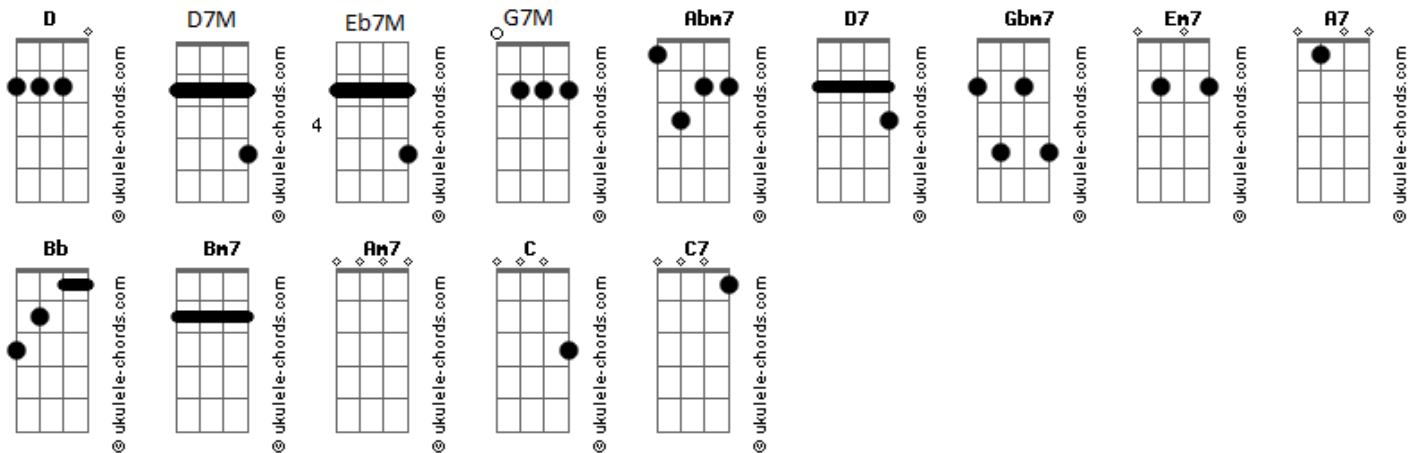 D D7M Eb7M G7M Abm7 D7 Gbm7 Em7 A7
4
© ukulele-chords.com © ukulele-chords.com © ukulele-chords.com © ukulele-chords.com © ukulele-chords.com © ukulele-chords.com © ukulele-chords.com © ukulele-chords.com © ukulele-chords.com
Bb Bm7 Am7 C C7
© ukulele-chords.com © ukulele-chords.com © ukulele-chords.com © ukulele-chords.com © ukulele-chords.com